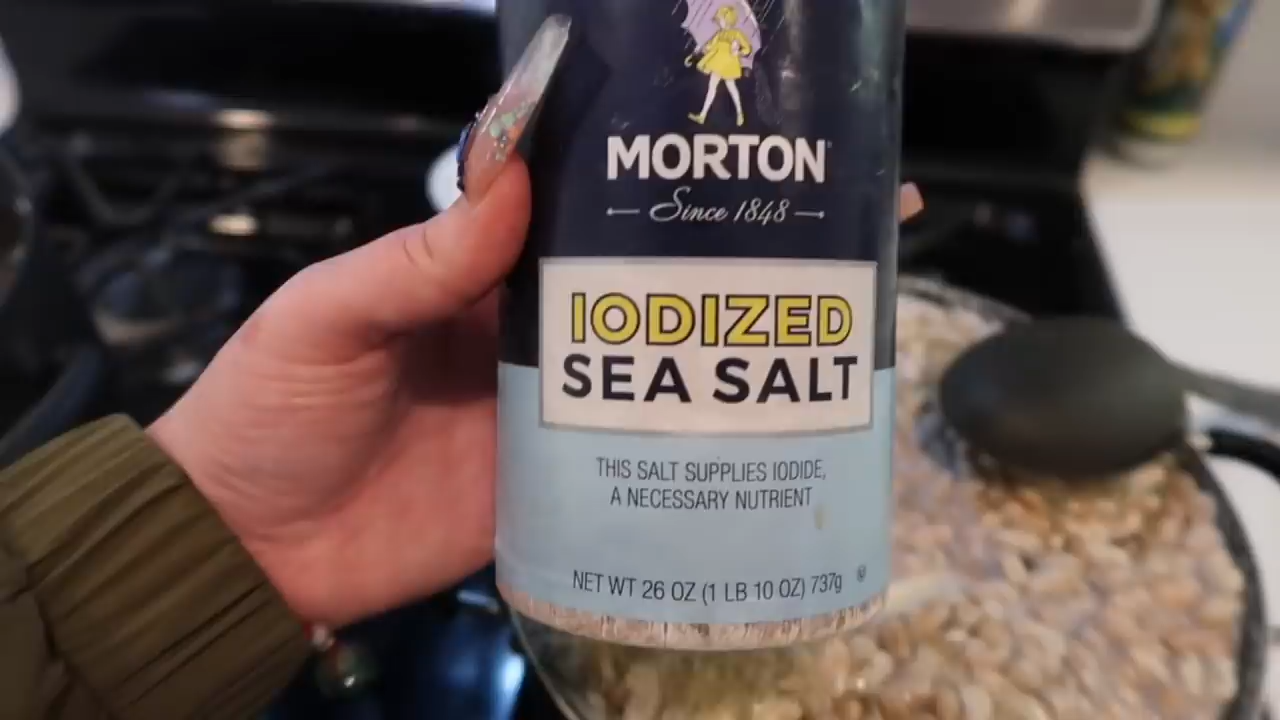 MORTON
Since 1848
IODIZED
SEA SALT
THIS SALT SUPPLIES IODIDE,
A NECESSARY NUTRIENT
NET WT 26 OZ (1 LB 10 OZ) 737g